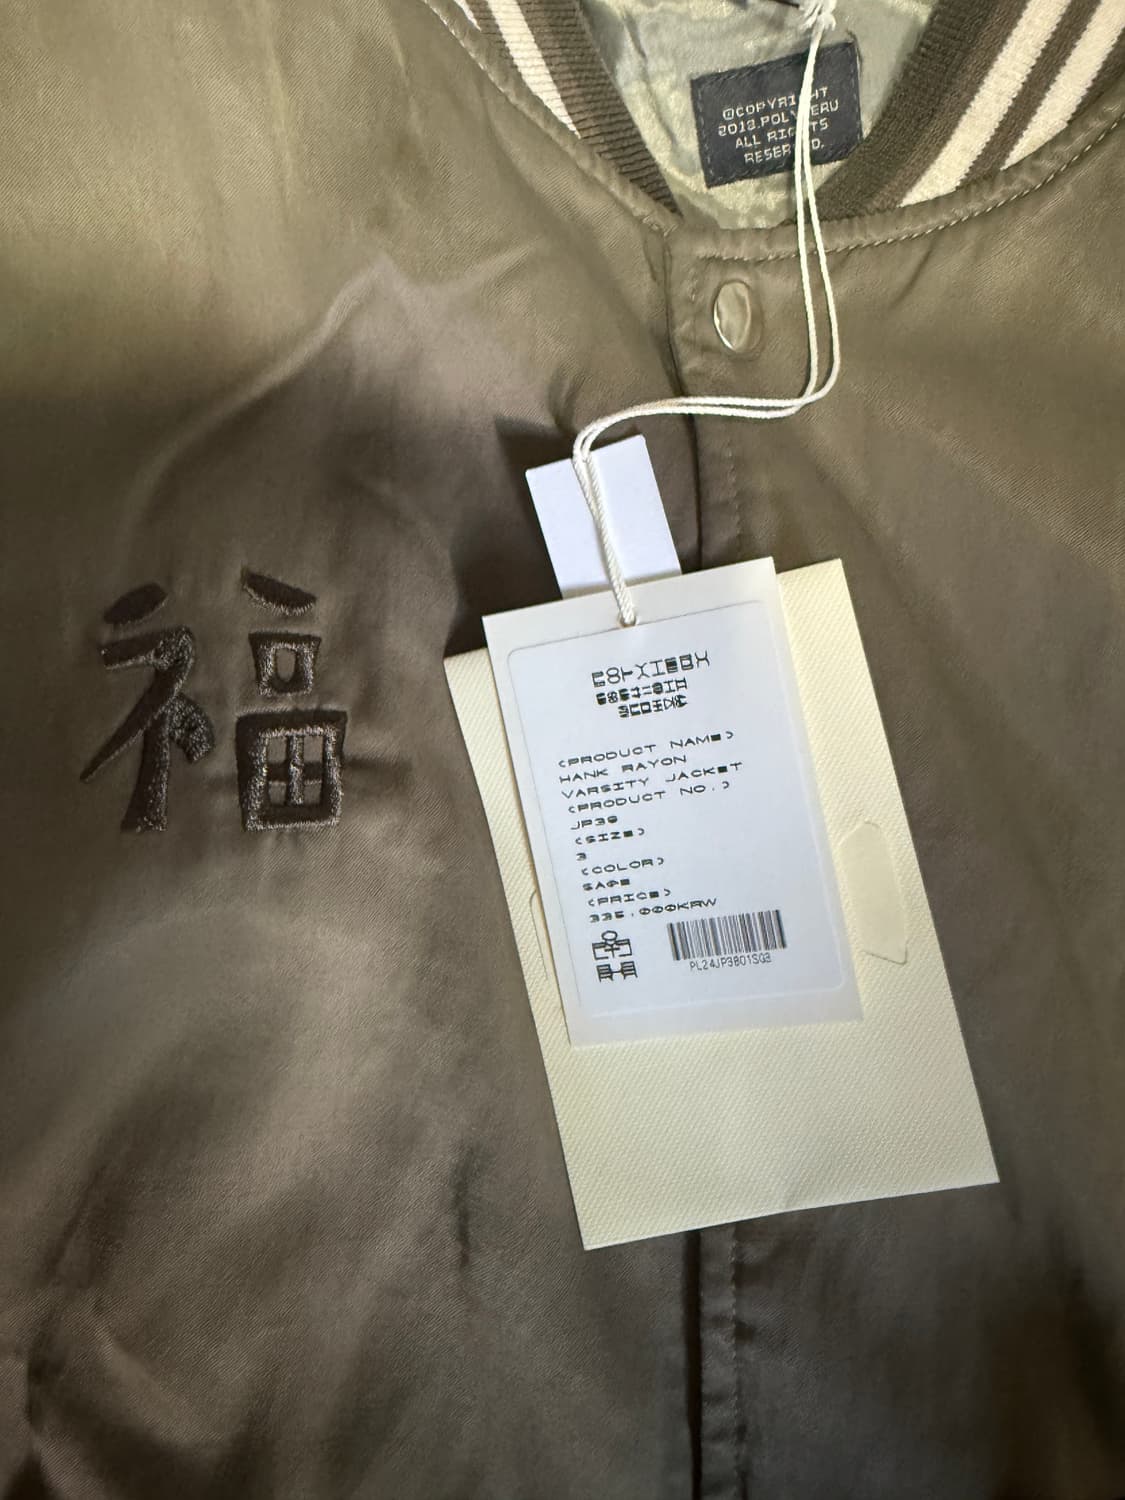 ©COPYRIGHT
2018.POLYTERU
ALL RIGHTS
RESERVED.
福
<PRODUCT NAME>
HANK RAYON
VARSITY JACKET
<PRODUCT NO.>
JP38
<SIZE>
3
<COLOR>
SAGE
<PRICE>
335,000KRW
PL24JP3801SG3